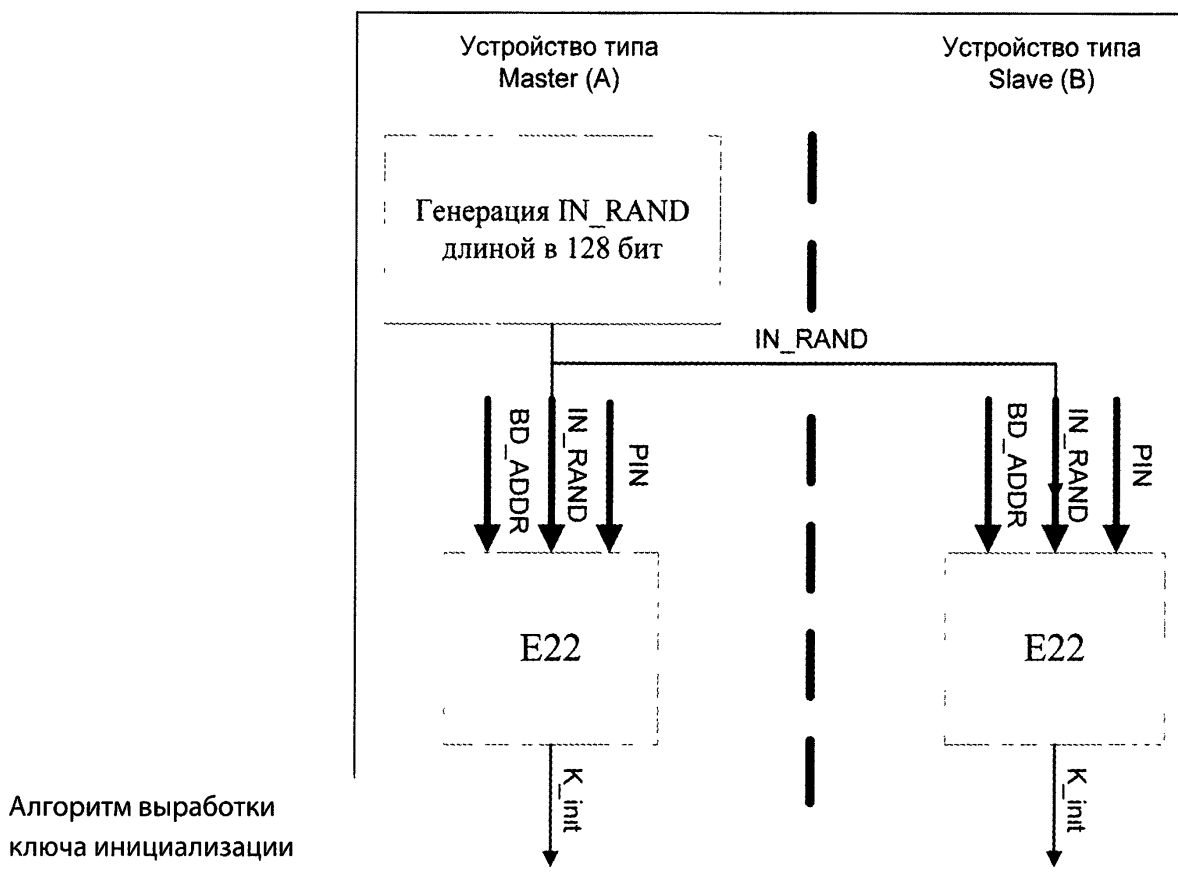 Устройство типа
Master (A)
Устройство типа
Slave (B)
Генерация IN_RAND
длиной в 128 бит
IN_RAND
BD_ADDR
IN_RAND
PIN
BD_ADDR
IN_RAND
PIN
E22
E22
K_init
K_init
Алгоритм выработки
ключа инициализации